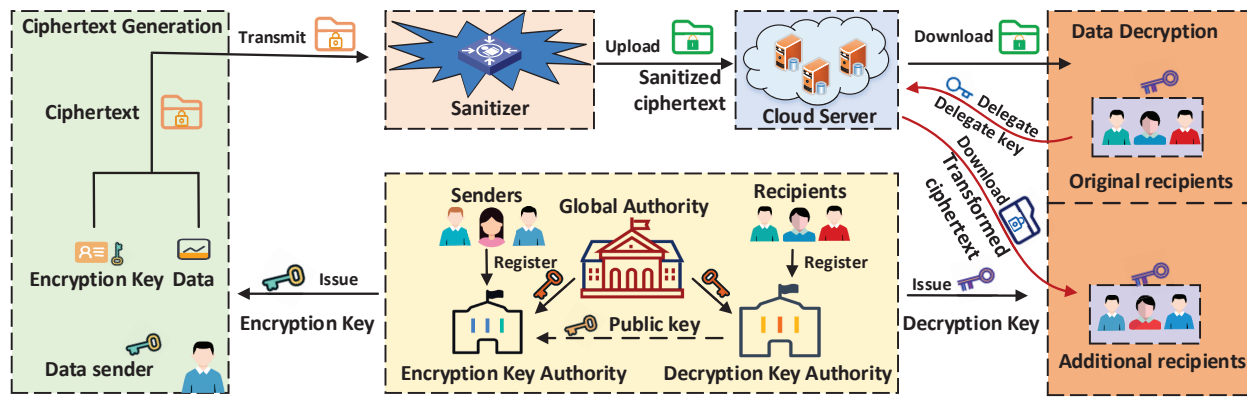 Ciphertext Generation
Transmit
Ciphertext
Encryption Key
Data
Data sender
Sanitizer
Upload
Sanitized
ciphertext
Cloud Server
Download
Data Decryption
Delegate
Delegate key
Original recipients
Download
Transformed
ciphertext
Additional recipients
Senders
Global Authority
Recipients
Register
Register
Issue
Encryption Key
Public key
Issue
Decryption Key
Encryption Key Authority
Decryption Key Authority